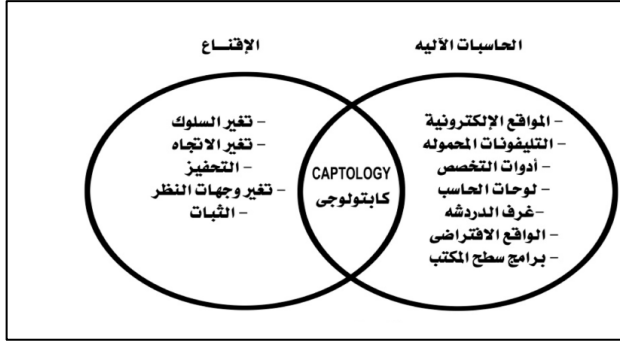 الحاسبات الآليه
الإقنــاع
– المواقع الإلكترونية
– التليفونات المحموله
– أدوات التخصص
– لوحات الحاسب
–غرف الدردشه
– الواقع الافتراضى
– برامج سطح المكتب
CAPTOLOGY
كابتولوجى
– تغير السلوك
– تغير الاتجاه
– التحفيز
– تغير وجهات النظر
– الثبات